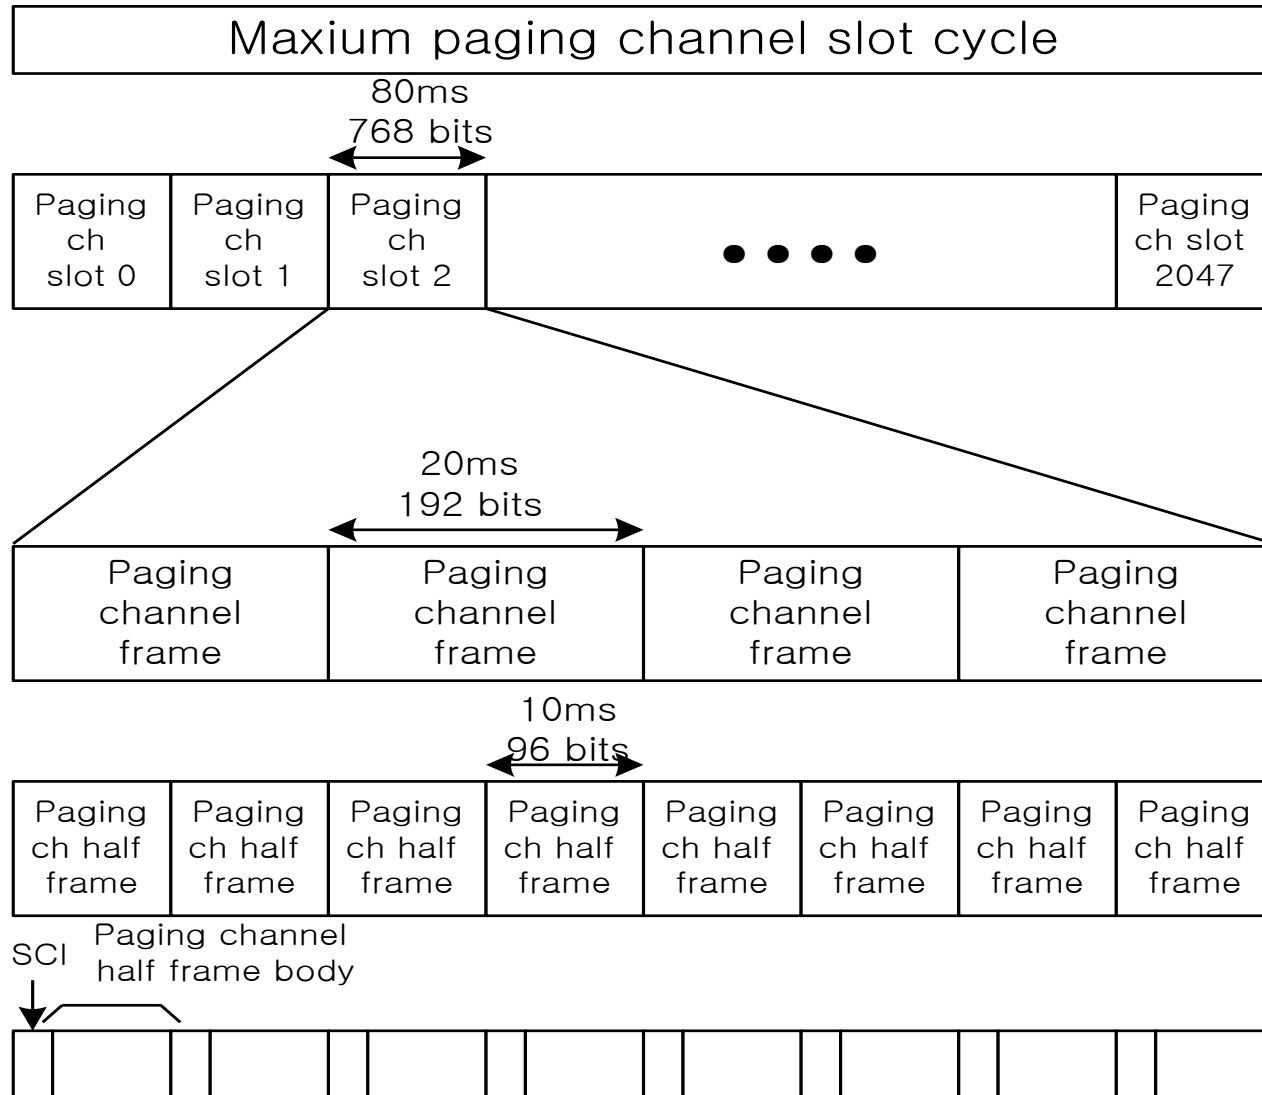 Maxium paging channel slot cycle
80ms
768 bits
Paging
ch
slot 0
Paging
ch
slot 1
Paging
ch
slot 2
Paging
ch slot
2047
20ms
192 bits
Paging
channel
frame
Paging
channel
frame
Paging
channel
frame
Paging
channel
frame
10ms
96 bits
Paging
ch half
frame
Paging
ch half
frame
Paging
ch half
frame
Paging
ch half
frame
Paging
ch half
frame
Paging
ch half
frame
Paging
ch half
frame
Paging
ch half
frame
SCI
Paging channel
half frame body